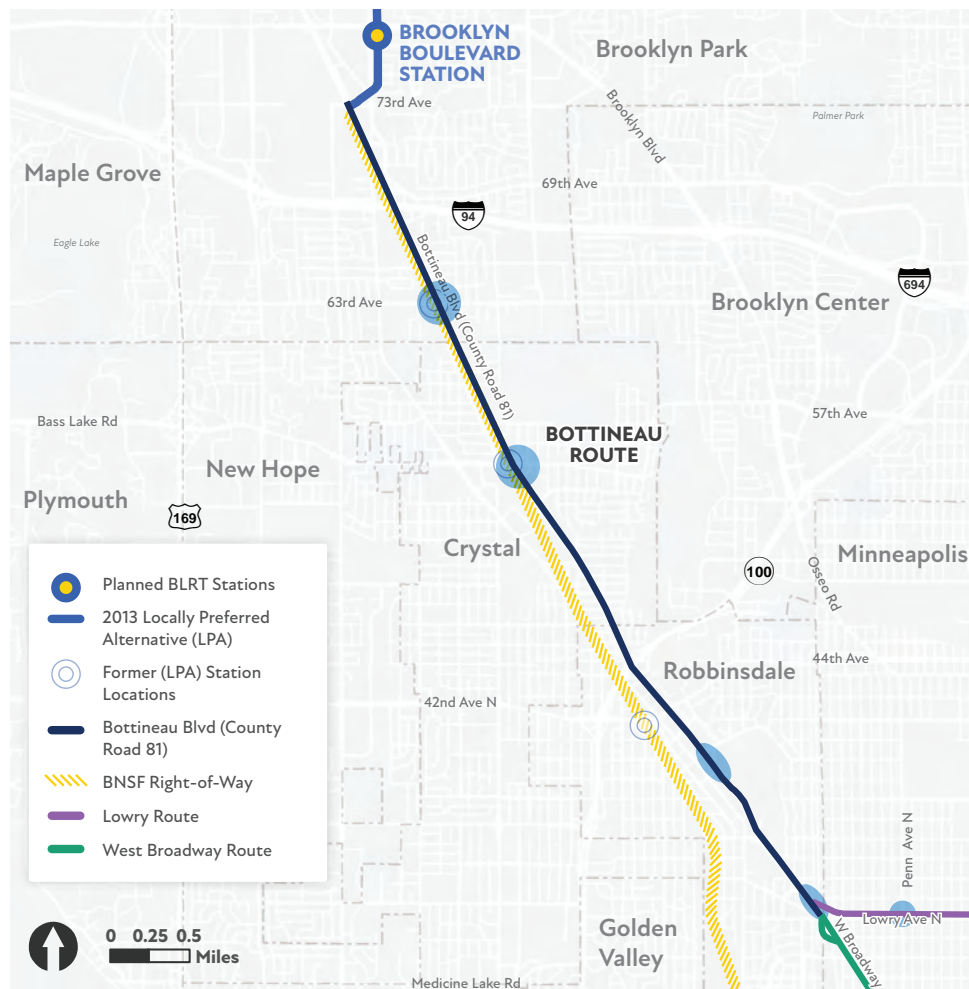 BROOKLYN
BOULEVARD
STATION
Brooklyn Park
73rd Ave
Brooklyn Blvd
Palmer Park
Maple Grove
69th Ave
94
Eagle Lake
Bottineau Blvd (County Road 81)
694
63rd Ave
Brooklyn Center
Bass Lake Rd
57th Ave
BOTTINEAU
ROUTE
New Hope
Plymouth
169
Crystal
Minneapolis
100
Osseo Rd
Planned BLRT Stations
2013 Locally Preferred
Alternative (LPA)
Former (LPA) Station
Locations
Bottineau Blvd (County
Road 81)
BNSF Right-of-Way
Lowry Route
West Broadway Route
Robbinsdale
44th Ave
42nd Ave N
Penn Ave N
Lowry Ave N
W Broadway
Golden
Valley
0 0.25 0.5
Miles
Medicine Lake Rd